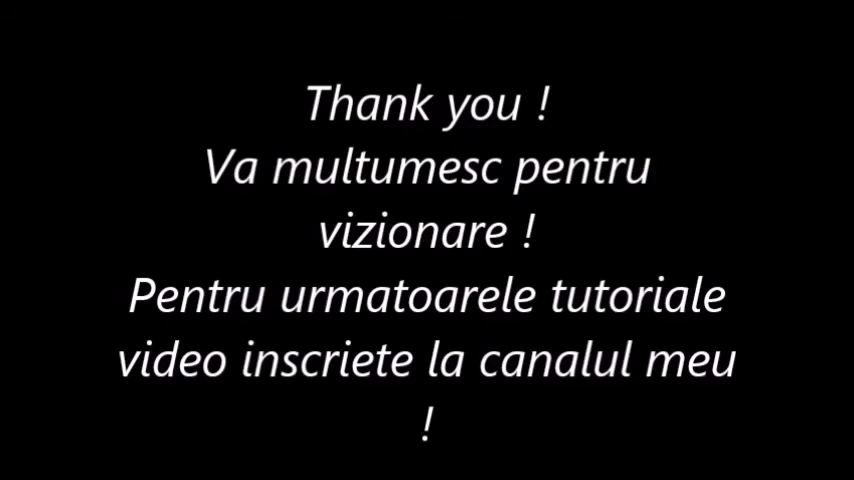 Thank you !
Va multumesc pentru
vizionare !
Pentru urmatoarele tutoriale
video inscriete la canalul meu
!